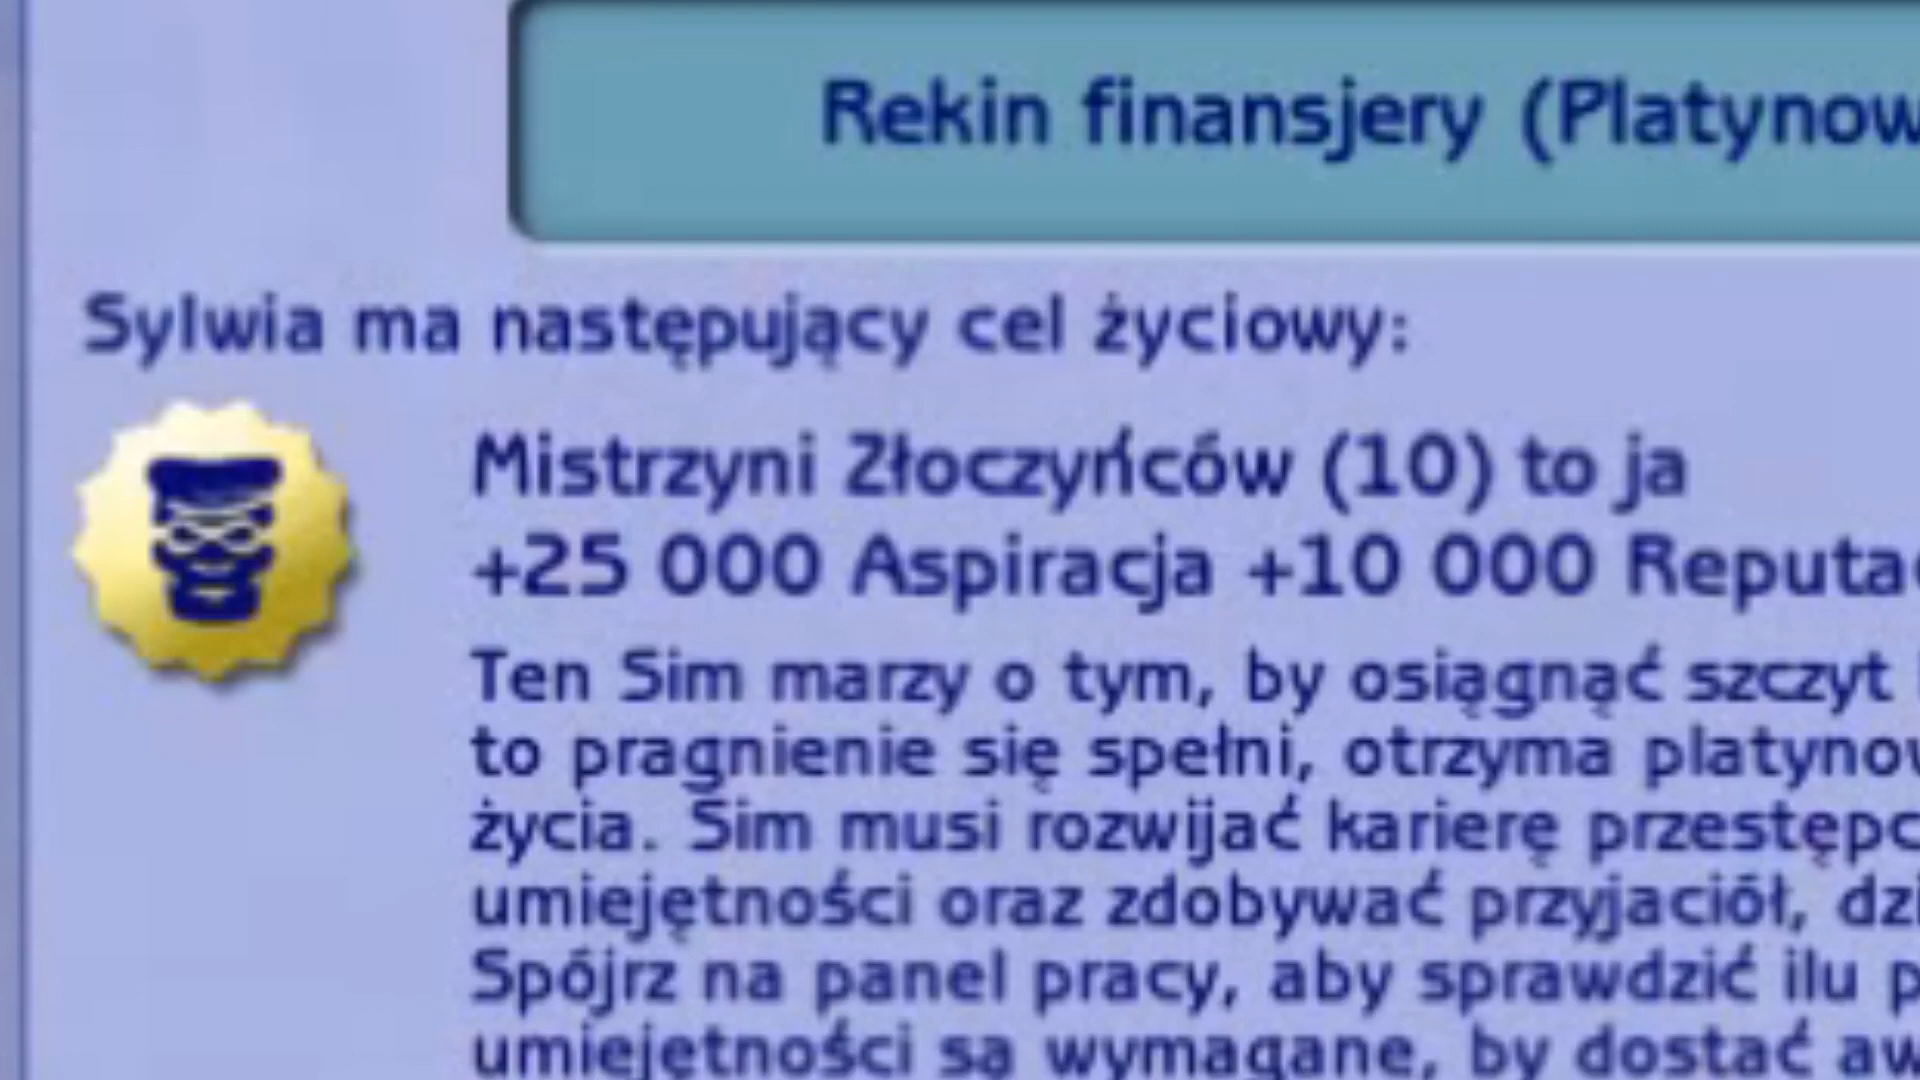 Rekin finansjery (Platynow
Sylwia ma następujący cel życiowy:
Mistrzyni Złoczyńców (10) to ja
+25 000 Aspiracja +10 000 Reputac
Ten Sim marzy o tym, by osiągnąć szczyt
to pragnienie się spełni, otrzyma platynow
życia. Sim musi rozwijać karierę przestępc
umiejętności oraz zdobywać przyjaciół, dzi
Spójrz na panel pracy, aby sprawdzić ilu p
umiejętności są wymagane, by dostać aw